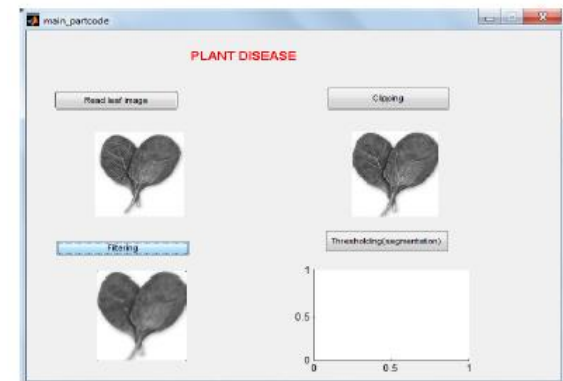 main_partcode
PLANT DISEASE
Read leaf image
Clipping
Filtering
Thresholding(segmentation)
1
0.5
0
0
0.5
1